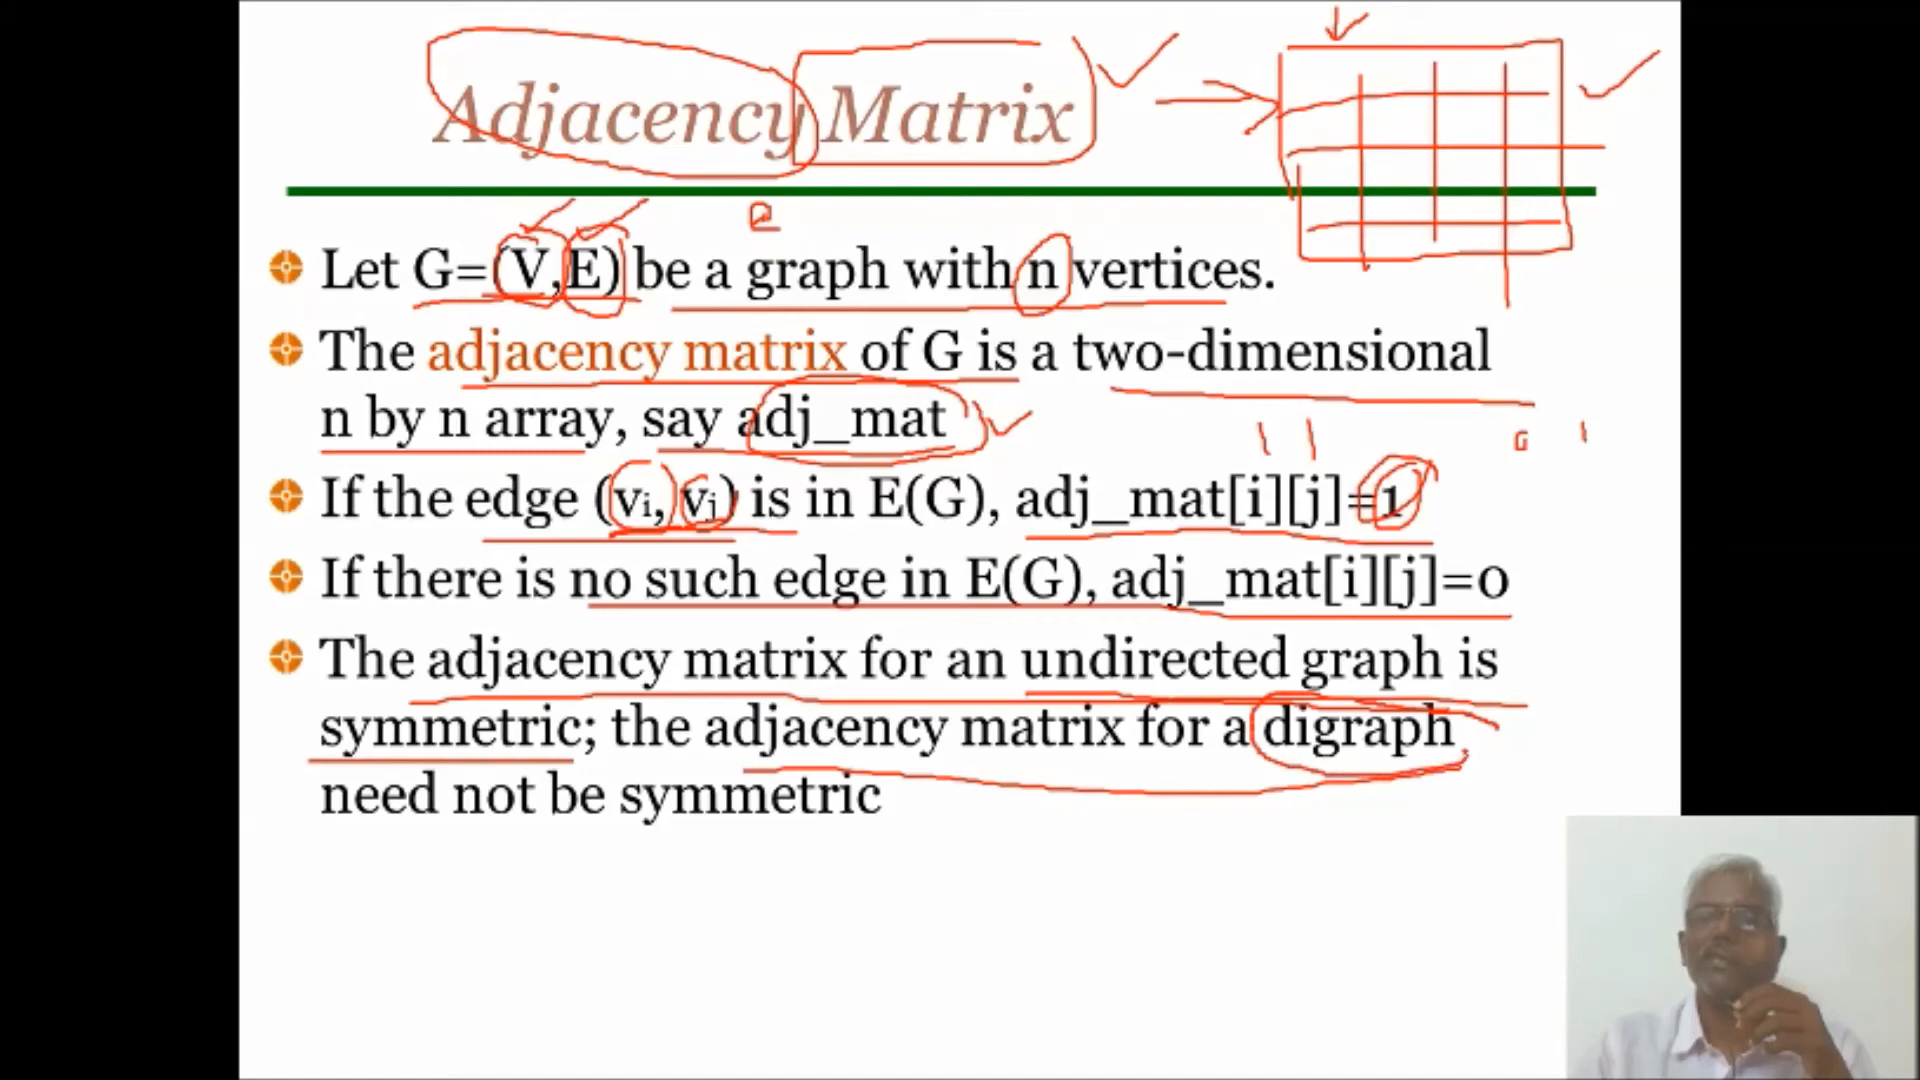 Adjacency Matrix
Let G=(V,E) be a graph with n vertices.
The adjacency matrix of G is a two-dimensional
n by n array, say adj_mat
If the edge (vi, vj) is in E(G), adj_mat[i][j]=1
If there is no such edge in E(G), adj_mat[i][j]=0
The adjacency matrix for an undirected graph is
symmetric; the adjacency matrix for a digraph
need not be symmetric